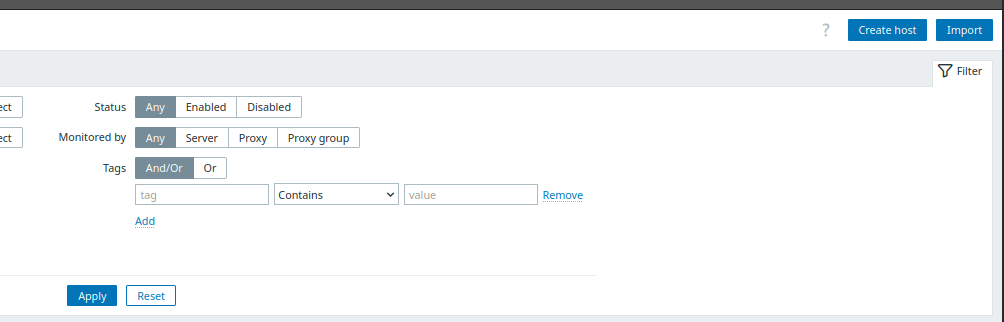 ? Create host Import
Filter
ect Status Any Enabled Disabled
ect Monitored by Any Server Proxy Proxy group
Tags And/Or Or
tag Contains value Remove
Add
Apply Reset